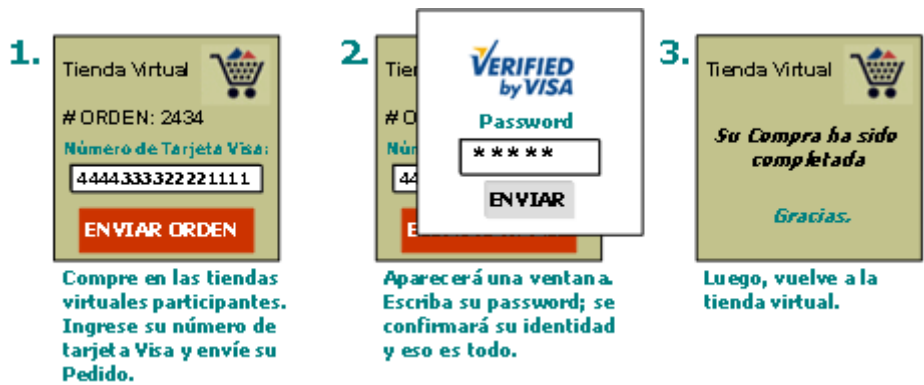 1.
Tienda Virtual
# ORDEN: 2434
Número de Tarjeta Visa:
4444333322221111
ENVIAR ORDEN
Compre en las tiendas
virtuales participantes.
Ingrese su número de
tarjeta Visa y envíe su
Pedido.
2.
Tier
# O
Núr
44
VERIFIED
by VISA
Password
*****
ENVIAR
Aparecerá una ventana.
Escriba su password; se
confirmará su identidad
y eso es todo.
3.
Tienda Virtual
Su Compra ha sido
completada
Gracias.
Luego, vuelve a la
tienda virtual.